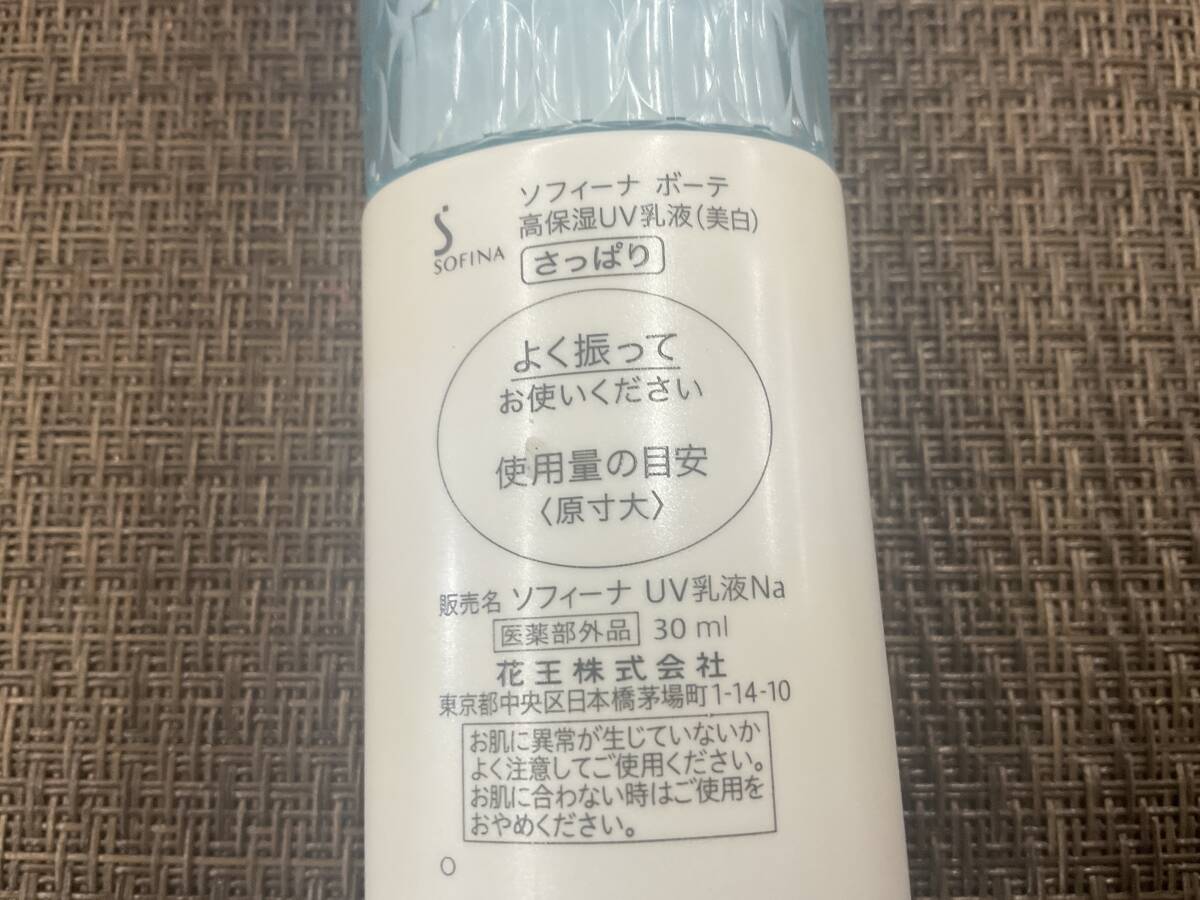 SOFINA
ソフィーナ ボーテ
高保湿UV乳液(美白)
さっぱり
よく振って
お使いください
使用量の目安
〈原寸大〉
販売名 ソフィーナ UV乳液Na
医薬部外品 30 ml
花王株式会社
東京都中央区日本橋茅場町1-14-10
お肌に異常が生じていないか
よく注意してご使用ください。
お肌に合わない時はご使用を
おやめください。
O